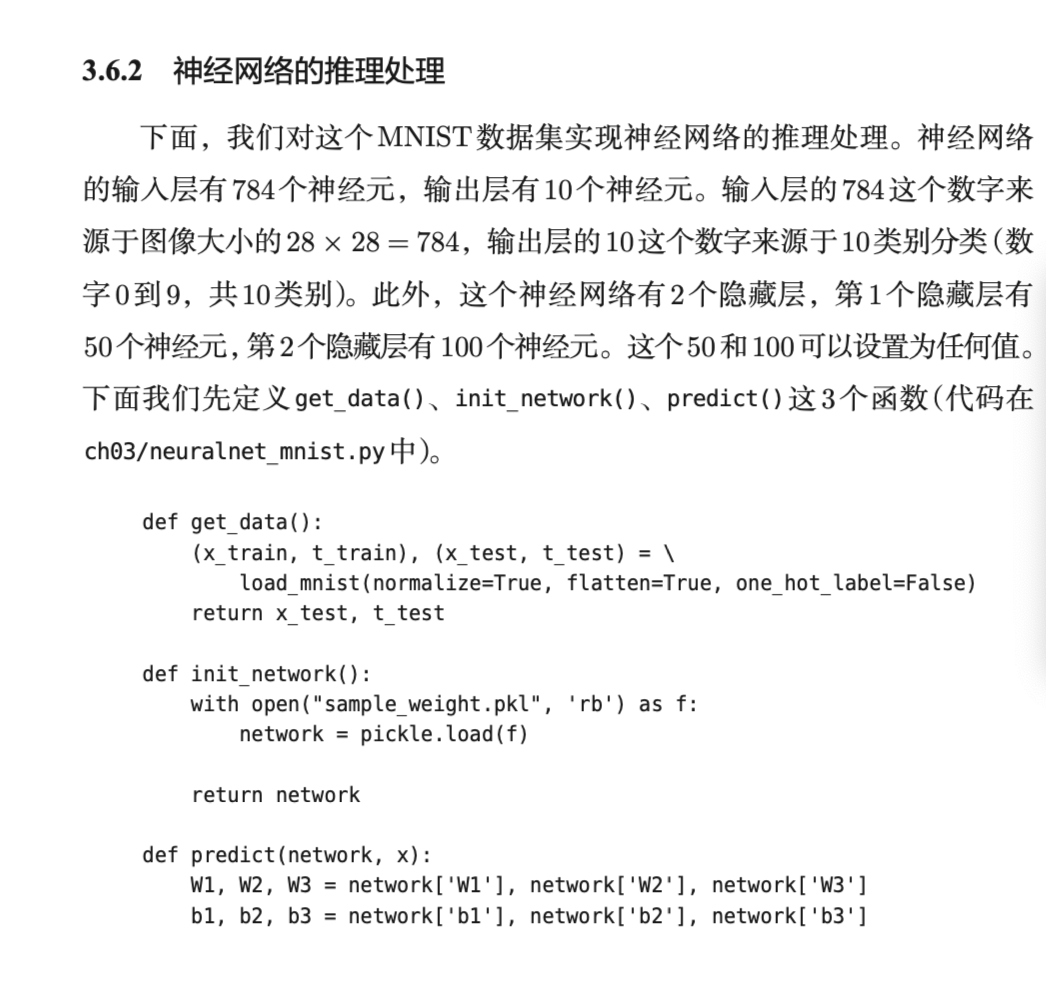 3.6.2 神经网络的推理处理
下面，我们对这个MNIST数据集实现神经网络的推理处理。神经网络
的输入层有784个神经元，输出层有10个神经元。输入层的784这个数字来
源于图像大小的28 × 28 = 784，输出层的10这个数字来源于10类别分类(数
字0到9，共10类别)。此外，这个神经网络有2个隐藏层，第1个隐藏层有
50个神经元，第2个隐藏层有100个神经元。这个50和100可以设置为任何值。
下面我们先定义get_data()、init_network()、predict()这3个函数(代码在
ch03/neuralnet_mnist.py中)。
def get_data():
    (x_train, t_train), (x_test, t_test) = \
        load_mnist(normalize=True, flatten=True, one_hot_label=False)
    return x_test, t_test
def init_network():
    with open("sample_weight.pkl", 'rb') as f:
        network = pickle.load(f)
    return network
def predict(network, x):
    W1, W2, W3 = network['W1'], network['W2'], network['W3']
    b1, b2, b3 = network['b1'], network['b2'], network['b3']